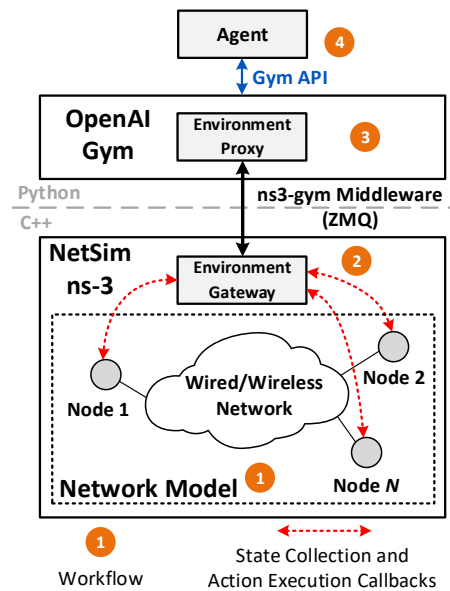 Agent
4
Gym API
OpenAI
Gym
Environment
Proxy
3
Python
ns3-gym Middleware
C++
(ZMQ)
NetSim
ns-3
Environment
Gateway
2
Node 1
Wired/Wireless
Network
Node 2
Node N
Network Model
1
1
Workflow
State Collection and
Action Execution Callbacks